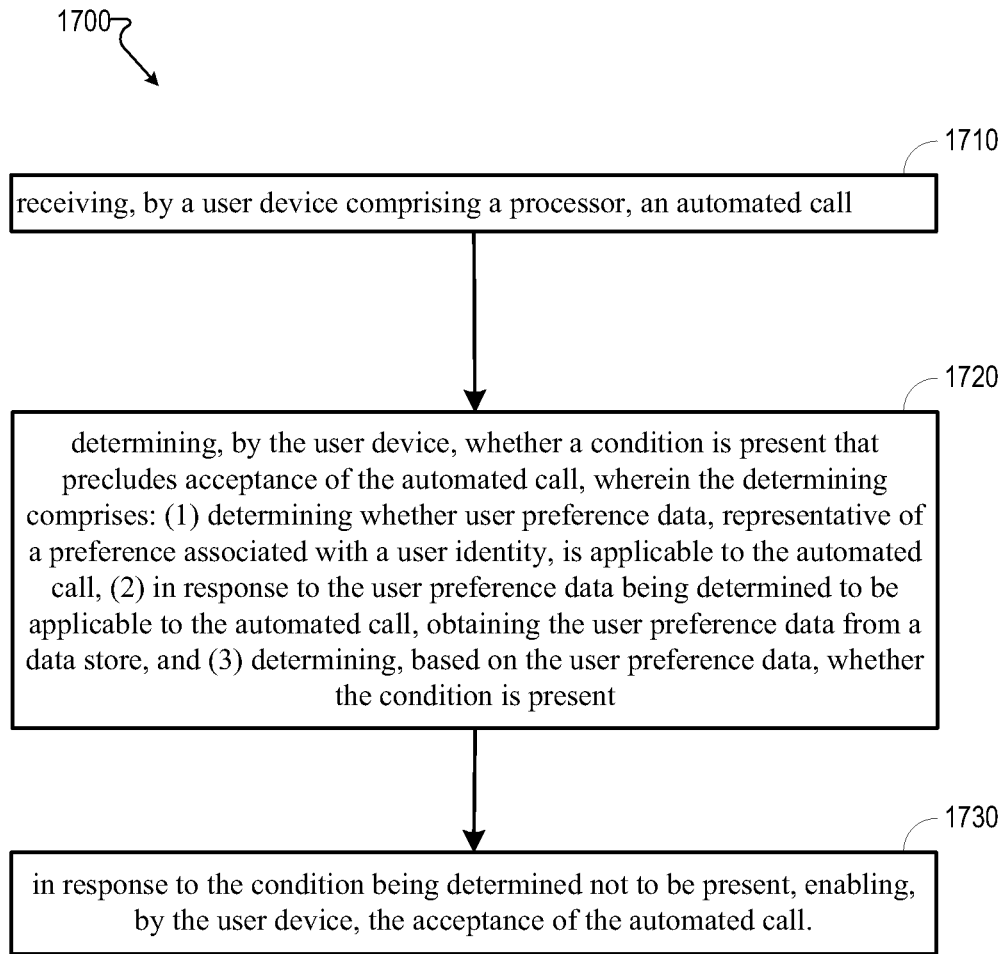 1700
1710
receiving, by a user device comprising a processor, an automated call
1720
determining, by the user device, whether a condition is present that
precludes acceptance of the automated call, wherein the determining
comprises: (1) determining whether user preference data, representative of
a preference associated with a user identity, is applicable to the automated
call, (2) in response to the user preference data being determined to be
applicable to the automated call, obtaining the user preference data from a
data store, and (3) determining, based on the user preference data, whether
the condition is present
1730
in response to the condition being determined not to be present, enabling,
by the user device, the acceptance of the automated call.